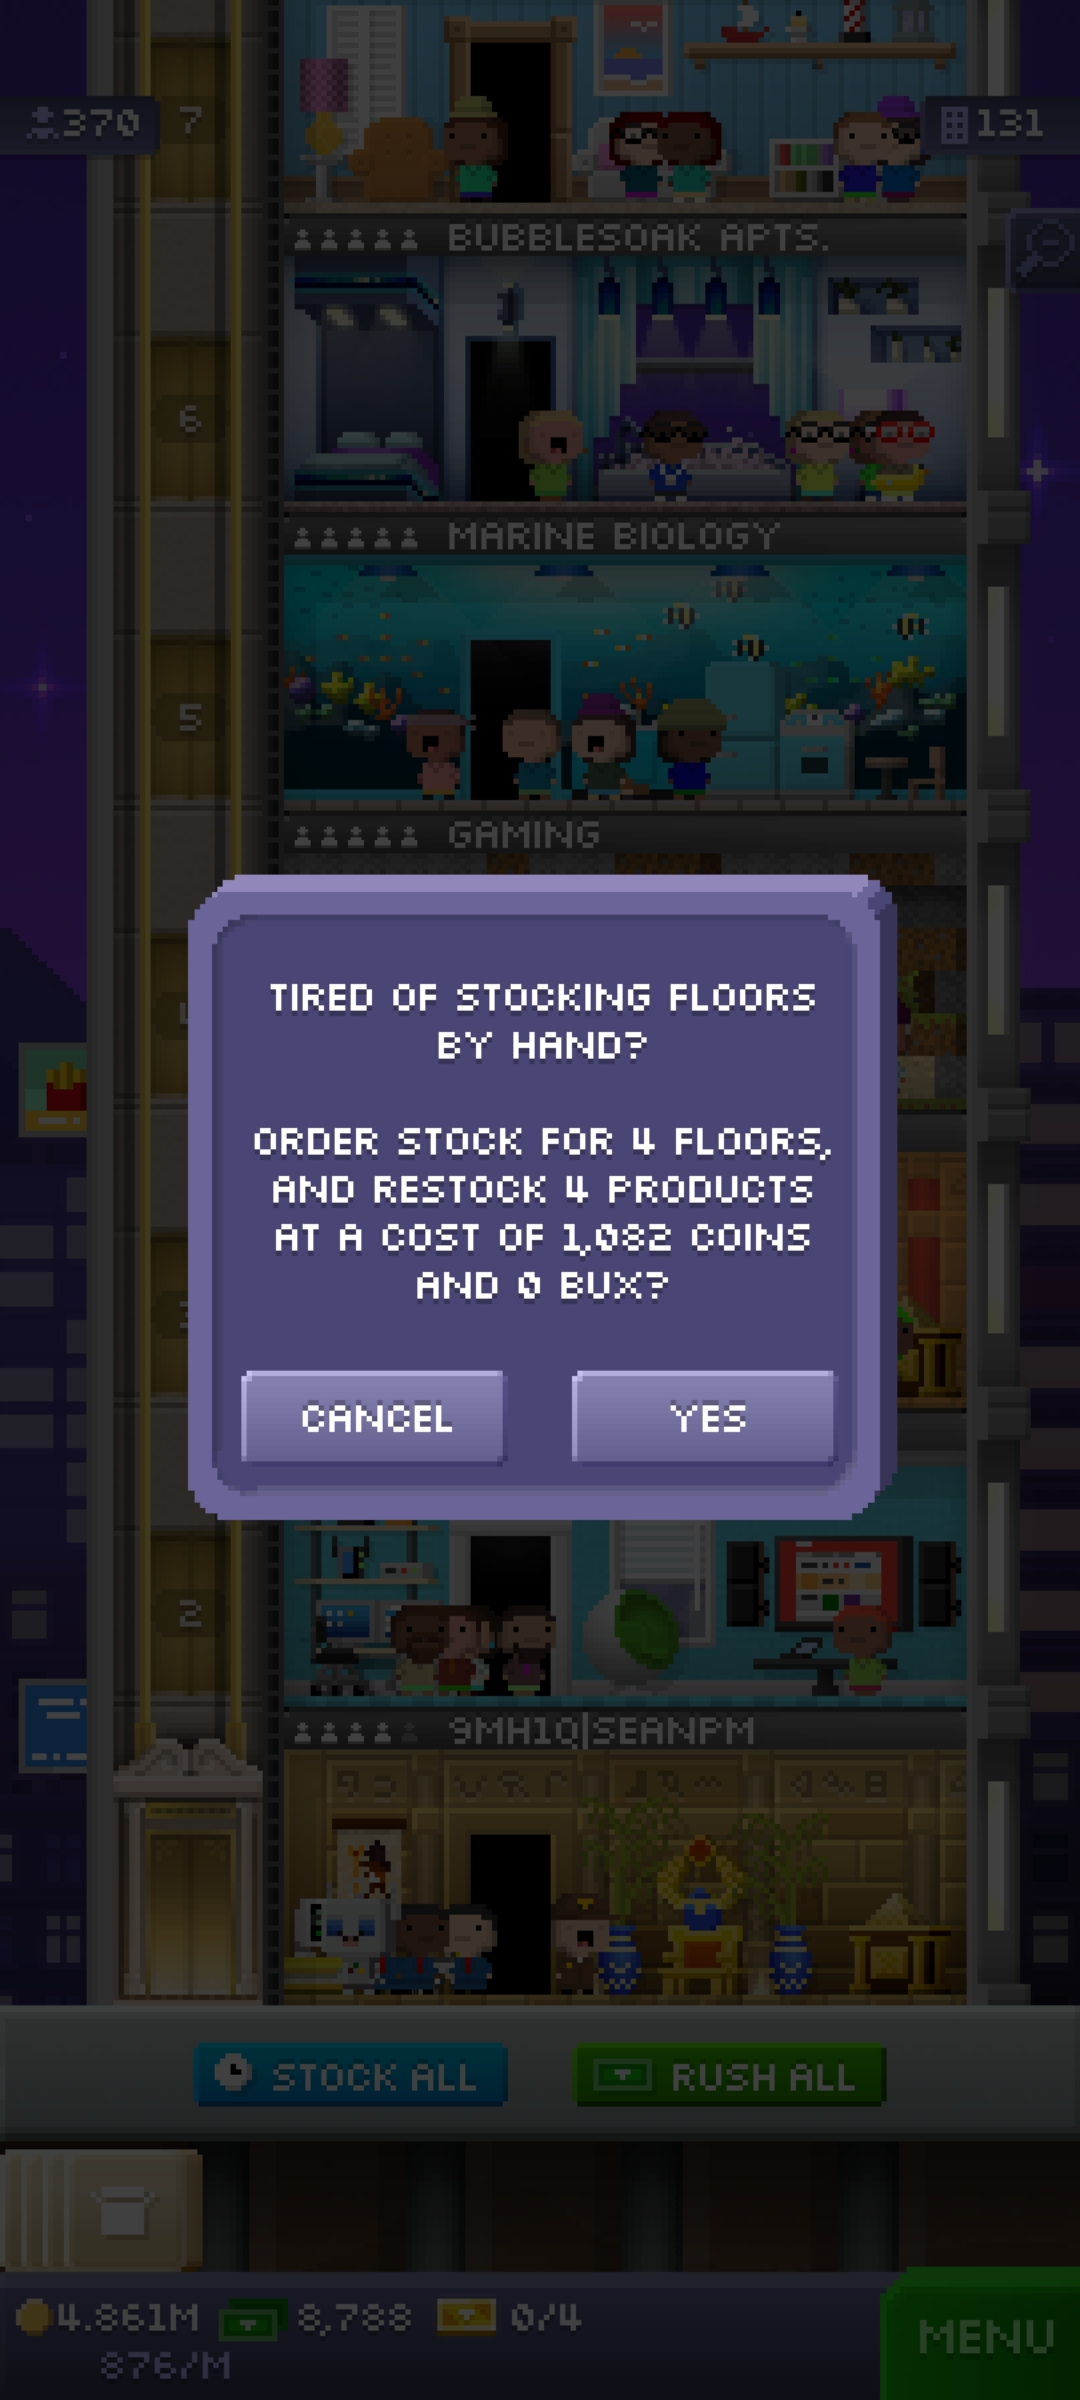 370
7
131
BUBBLESOAK APTS.
6
MARINE BIOLOGY
5
GAMING
TIRED OF STOCKING FLOORS
BY HAND?
ORDER STOCK FOR 4 FLOORS,
AND RESTOCK 4 PRODUCTS
AT A COST OF 1,082 COINS
AND 0 BUX?
CANCEL
YES
2
9MH1Q|SEANPM
STOCK ALL
RUSH ALL
4.861M
8,788
0/4
876/M
MENU